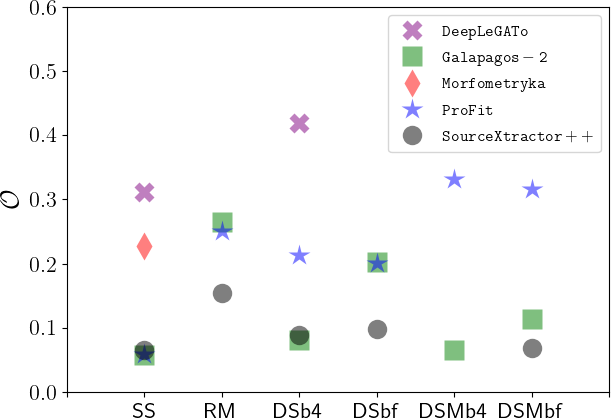 0.6
0.5
0.4
0.3
0.2
0.1
0.0
𝒪
DeepLeGATo
Galapagos − 2
Morfometryka
ProFit
SourceXtractor++
SS RM DSb4 DSbf DSMb4 DSMbf